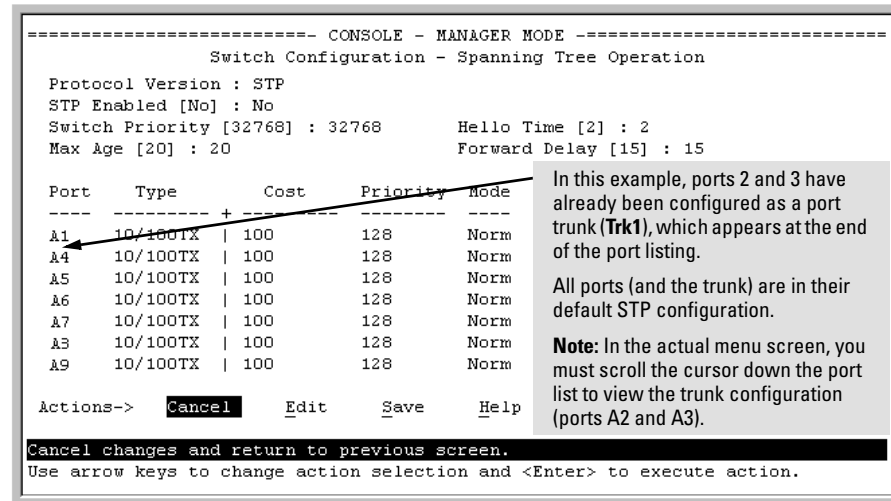 =========================- CONSOLE - MANAGER MODE -============================
Switch Configuration - Spanning Tree Operation
Protocol Version : STP
STP Enabled [No] : No
Switch Priority [32768] : 32768 Hello Time [2] : 2
Max Age [20] : 20 Forward Delay [15] : 15
Port Type Cost Priority Mode
---- --------- + --------- -------- ----
A1 10/100TX | 100 128 Norm
A4 10/100TX | 100 128 Norm
A5 10/100TX | 100 128 Norm
A6 10/100TX | 100 128 Norm
A7 10/100TX | 100 128 Norm
A3 10/100TX | 100 128 Norm
A9 10/100TX | 100 128 Norm
In this example, ports 2 and 3 have
already been configured as a port
trunk (Trk1), which appears at the end
of the port listing.
All ports (and the trunk) are in their
default STP configuration.
Note: In the actual menu screen, you
must scroll the cursor down the port
list to view the trunk configuration
(ports A2 and A3).
Actions-> Cancel Edit Save Help
Cancel changes and return to previous screen.
Use arrow keys to change action selection and <Enter> to execute action.